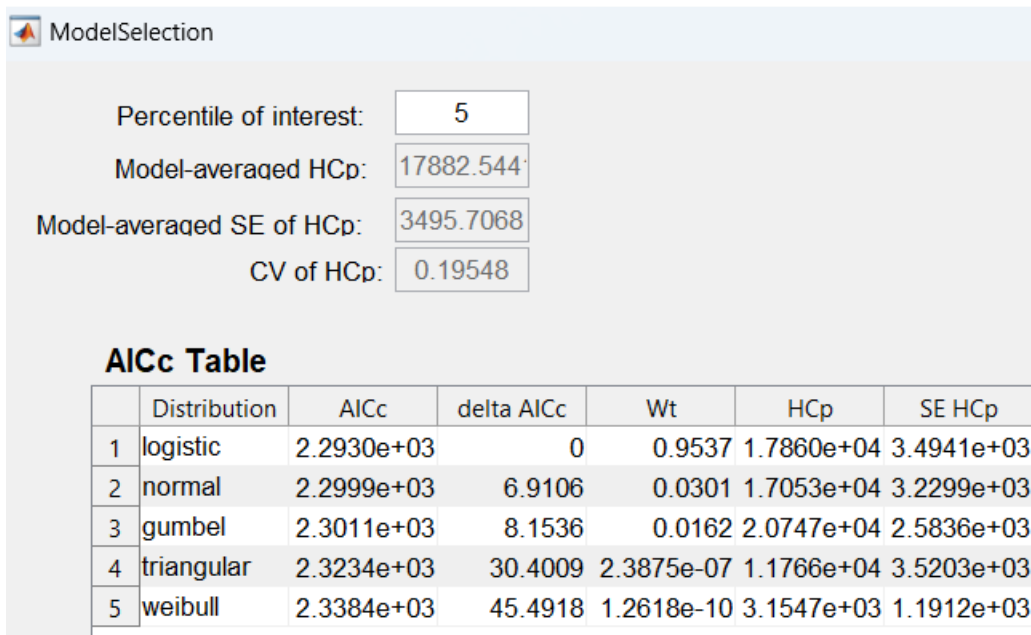 ModelSelection
Percentile of interest: 5
Model-averaged HCp: 17882.544
Model-averaged SE of HCp: 3495.7068
CV of HCp: 0.19548
AICc Table
Distribution AICc delta AICc Wt HCp SE HCp
1 logistic 2.2930e+03 0 0.9537 1.7860e+04 3.4941e+03
2 normal 2.2999e+03 6.9106 0.0301 1.7053e+04 3.2299e+03
3 gumbel 2.3011e+03 8.1536 0.0162 2.0747e+04 2.5836e+03
4 triangular 2.3234e+03 30.4009 2.3875e-07 1.1766e+04 3.5203e+03
5 weibull 2.3384e+03 45.4918 1.2618e-10 3.1547e+03 1.1912e+03